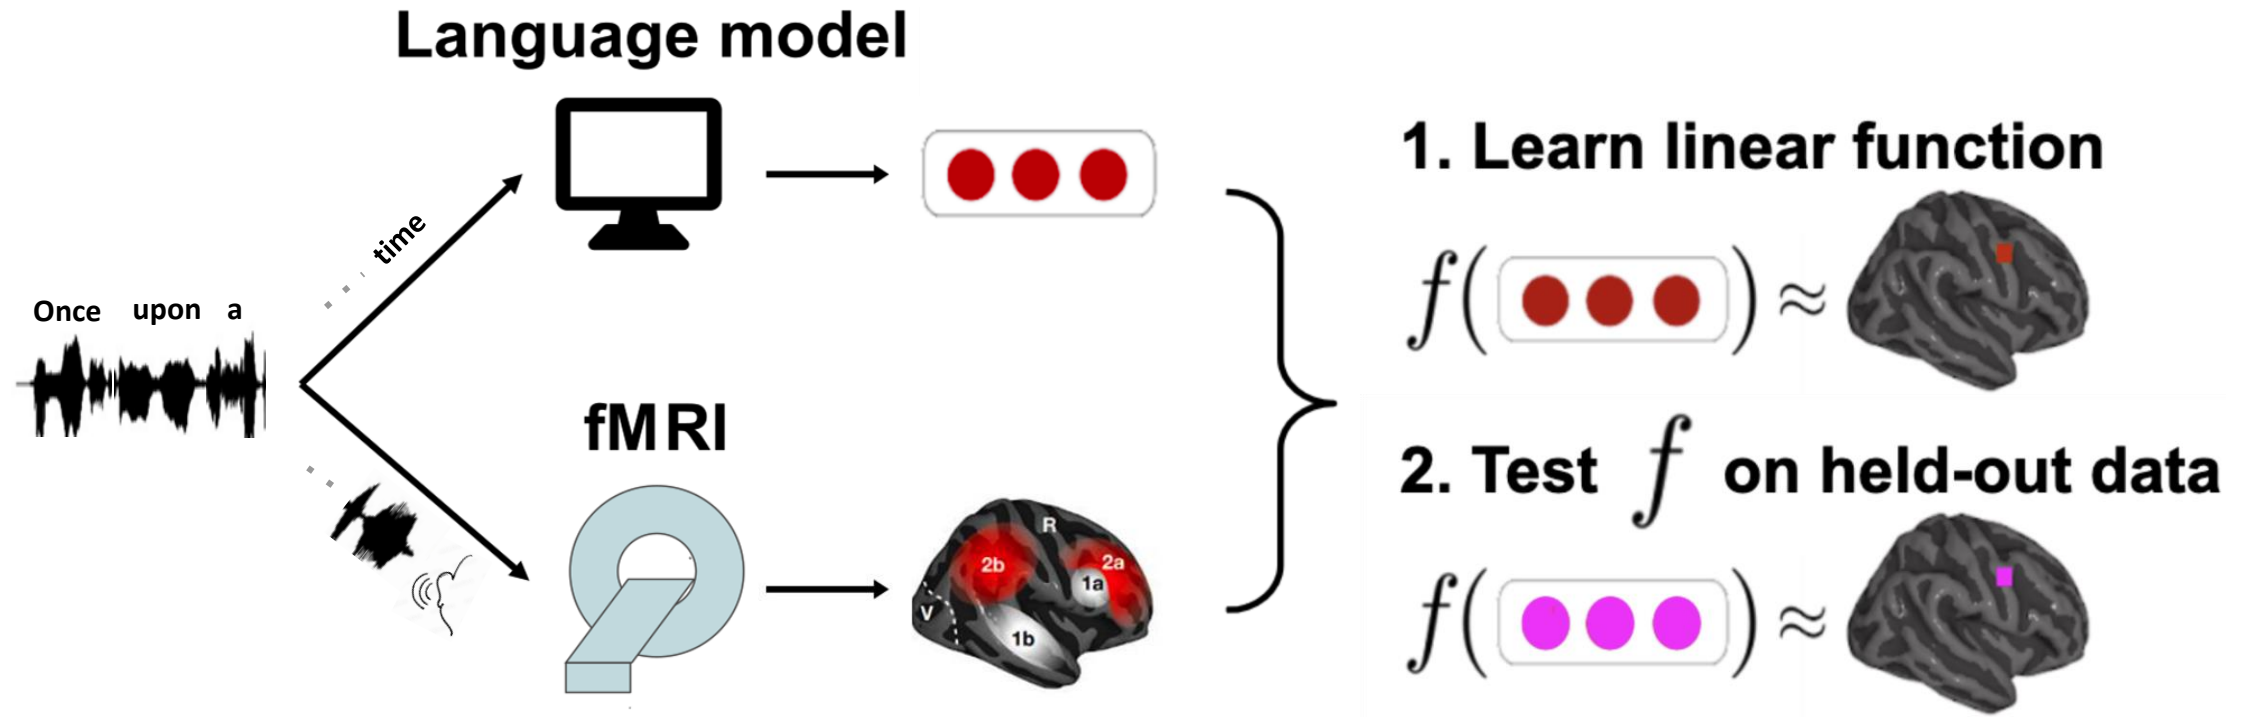 Language model
time
Once upon a
fMRI
R
2b
2a
1a
V
1b
1. Learn linear function
f( ) ≈
2. Test f on held-out data
f( ) ≈